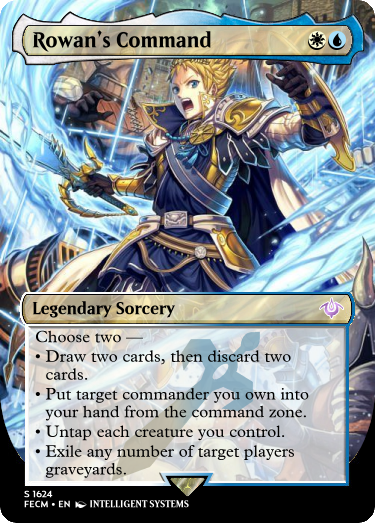 Rowan's Command
Legendary Sorcery
Choose two —
• Draw two cards, then discard two
cards.
• Put target commander you own into
your hand from the command zone.
• Untap each creature you control.
• Exile any number of target players
graveyards.
S 1624
FECM • EN INTELLIGENT SYSTEMS